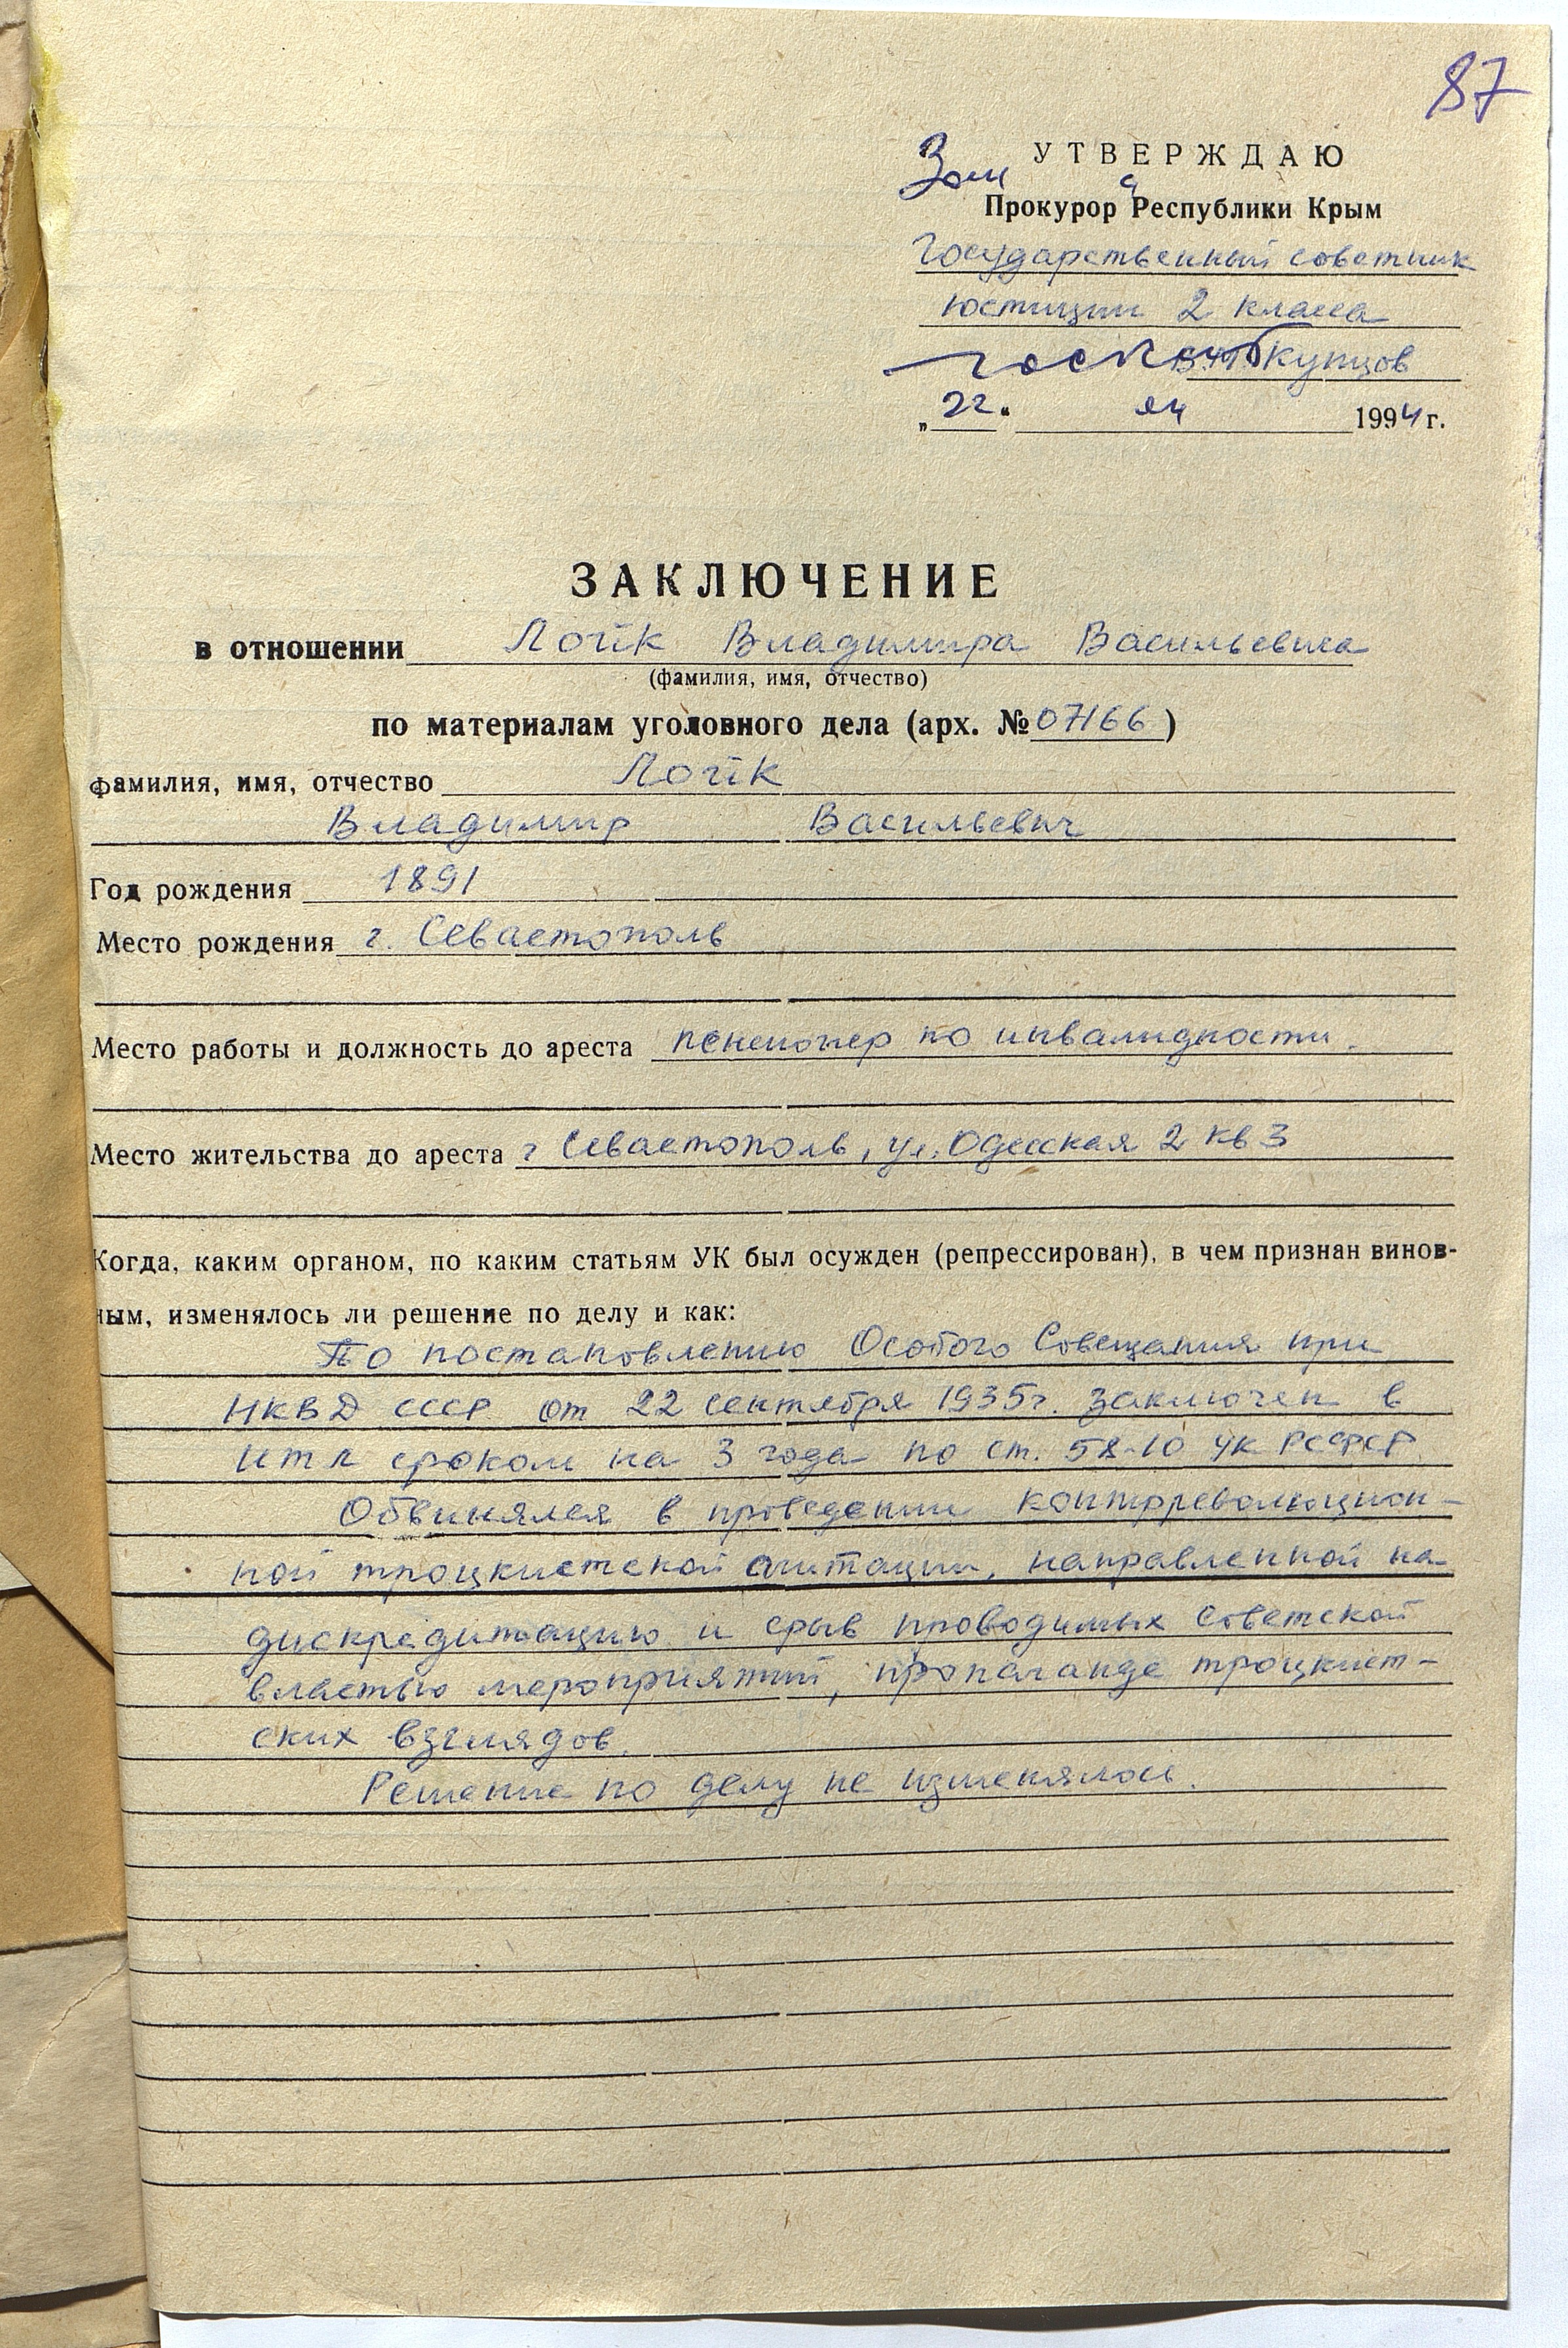 87
Зам УТВЕРЖДАЮ
Прокурор а Республики Крым
Государственный советник
юстиции 2 класса
Купцов
„22“ 1994 г.
ЗАКЛЮЧЕНИЕ
в отношении Лойк Владимира Васильевича
(фамилия, имя, отчество)
по материалам уголовного дела (арх. № 07166)
фамилия, имя, отчество Лойк
Владимир Васильевич
Год рождения 1891
Место рождения г. Севастополь
Место работы и должность до ареста пенсионер по инвалидности.
Место жительства до ареста г Севастополь, ул. Одесская 2 кв 3
Когда, каким органом, по каким статьям УК был осужден (репрессирован), в чем признан винов-
ным, изменялось ли решение по делу и как:
По постановлению Особого Совещания при
НКВД СССР от 22 сентября 1935г. заключен в
ИТЛ сроком на 3 года по ст. 58-10 УК РСФСР.
Обвинялся в проведении контрреволюцион-
ной троцкистской агитации, направленной на
дискредитацию и срыв проводимых Советской
властью мероприятий, пропаганде троцкист-
ских взглядов.
Решение по делу не изменялось.